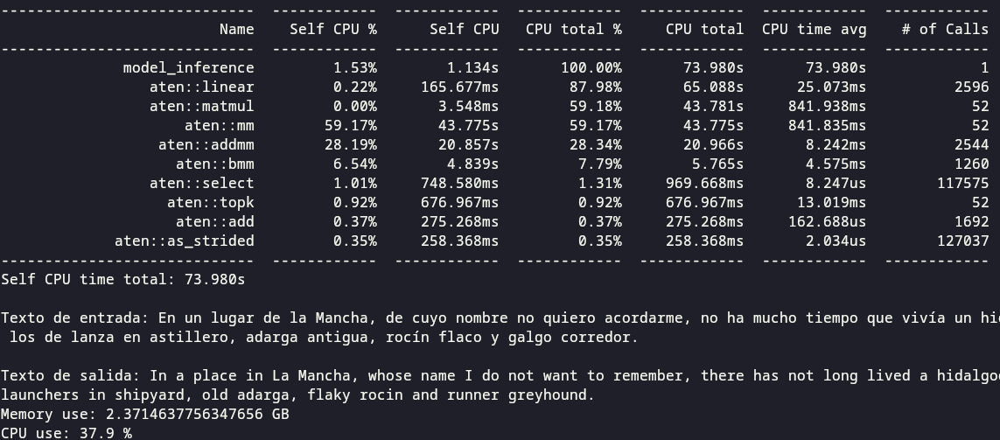 -----------------------------  ------------  ------------  ------------  ------------  ------------  ------------
Name    Self CPU %      Self CPU   CPU total %     CPU total  CPU time avg    # of Calls
-----------------------------  ------------  ------------  ------------  ------------  ------------  ------------
model_inference         1.53%        1.134s       100.00%       73.980s       73.980s             1
aten::linear         0.22%     165.677ms        87.98%       65.088s      25.073ms          2596
aten::matmul         0.00%       3.548ms        59.18%       43.781s     841.938ms            52
aten::mm        59.17%       43.775s        59.17%       43.775s     841.835ms            52
aten::addmm        28.19%       20.857s        28.34%       20.966s       8.242ms          2544
aten::bmm         6.54%        4.839s         7.79%        5.765s       4.575ms          1260
aten::select         1.01%     748.580ms         1.31%     969.668ms       8.247us        117575
aten::topk         0.92%     676.967ms         0.92%     676.967ms      13.019ms            52
aten::add         0.37%     275.268ms         0.37%     275.268ms     162.688us          1692
aten::as_strided         0.35%     258.368ms         0.35%     258.368ms       2.034us        127037
-----------------------------  ------------  ------------  ------------  ------------  ------------  ------------
Self CPU time total: 73.980s
Texto de entrada: En un lugar de la Mancha, de cuyo nombre no quiero acordarme, no ha mucho tiempo que vivía un
los de lanza en astillero, adarga antigua, rocín flaco y galgo corredor.
Texto de salida: In a place in La Mancha, whose name I do not want to remember, there has not long lived a hidalgo
launchers in shipyard, old adarga, flaky rocin and runner greyhound.
Memory use: 2.3714637756347656 GB
CPU use: 37.9 %